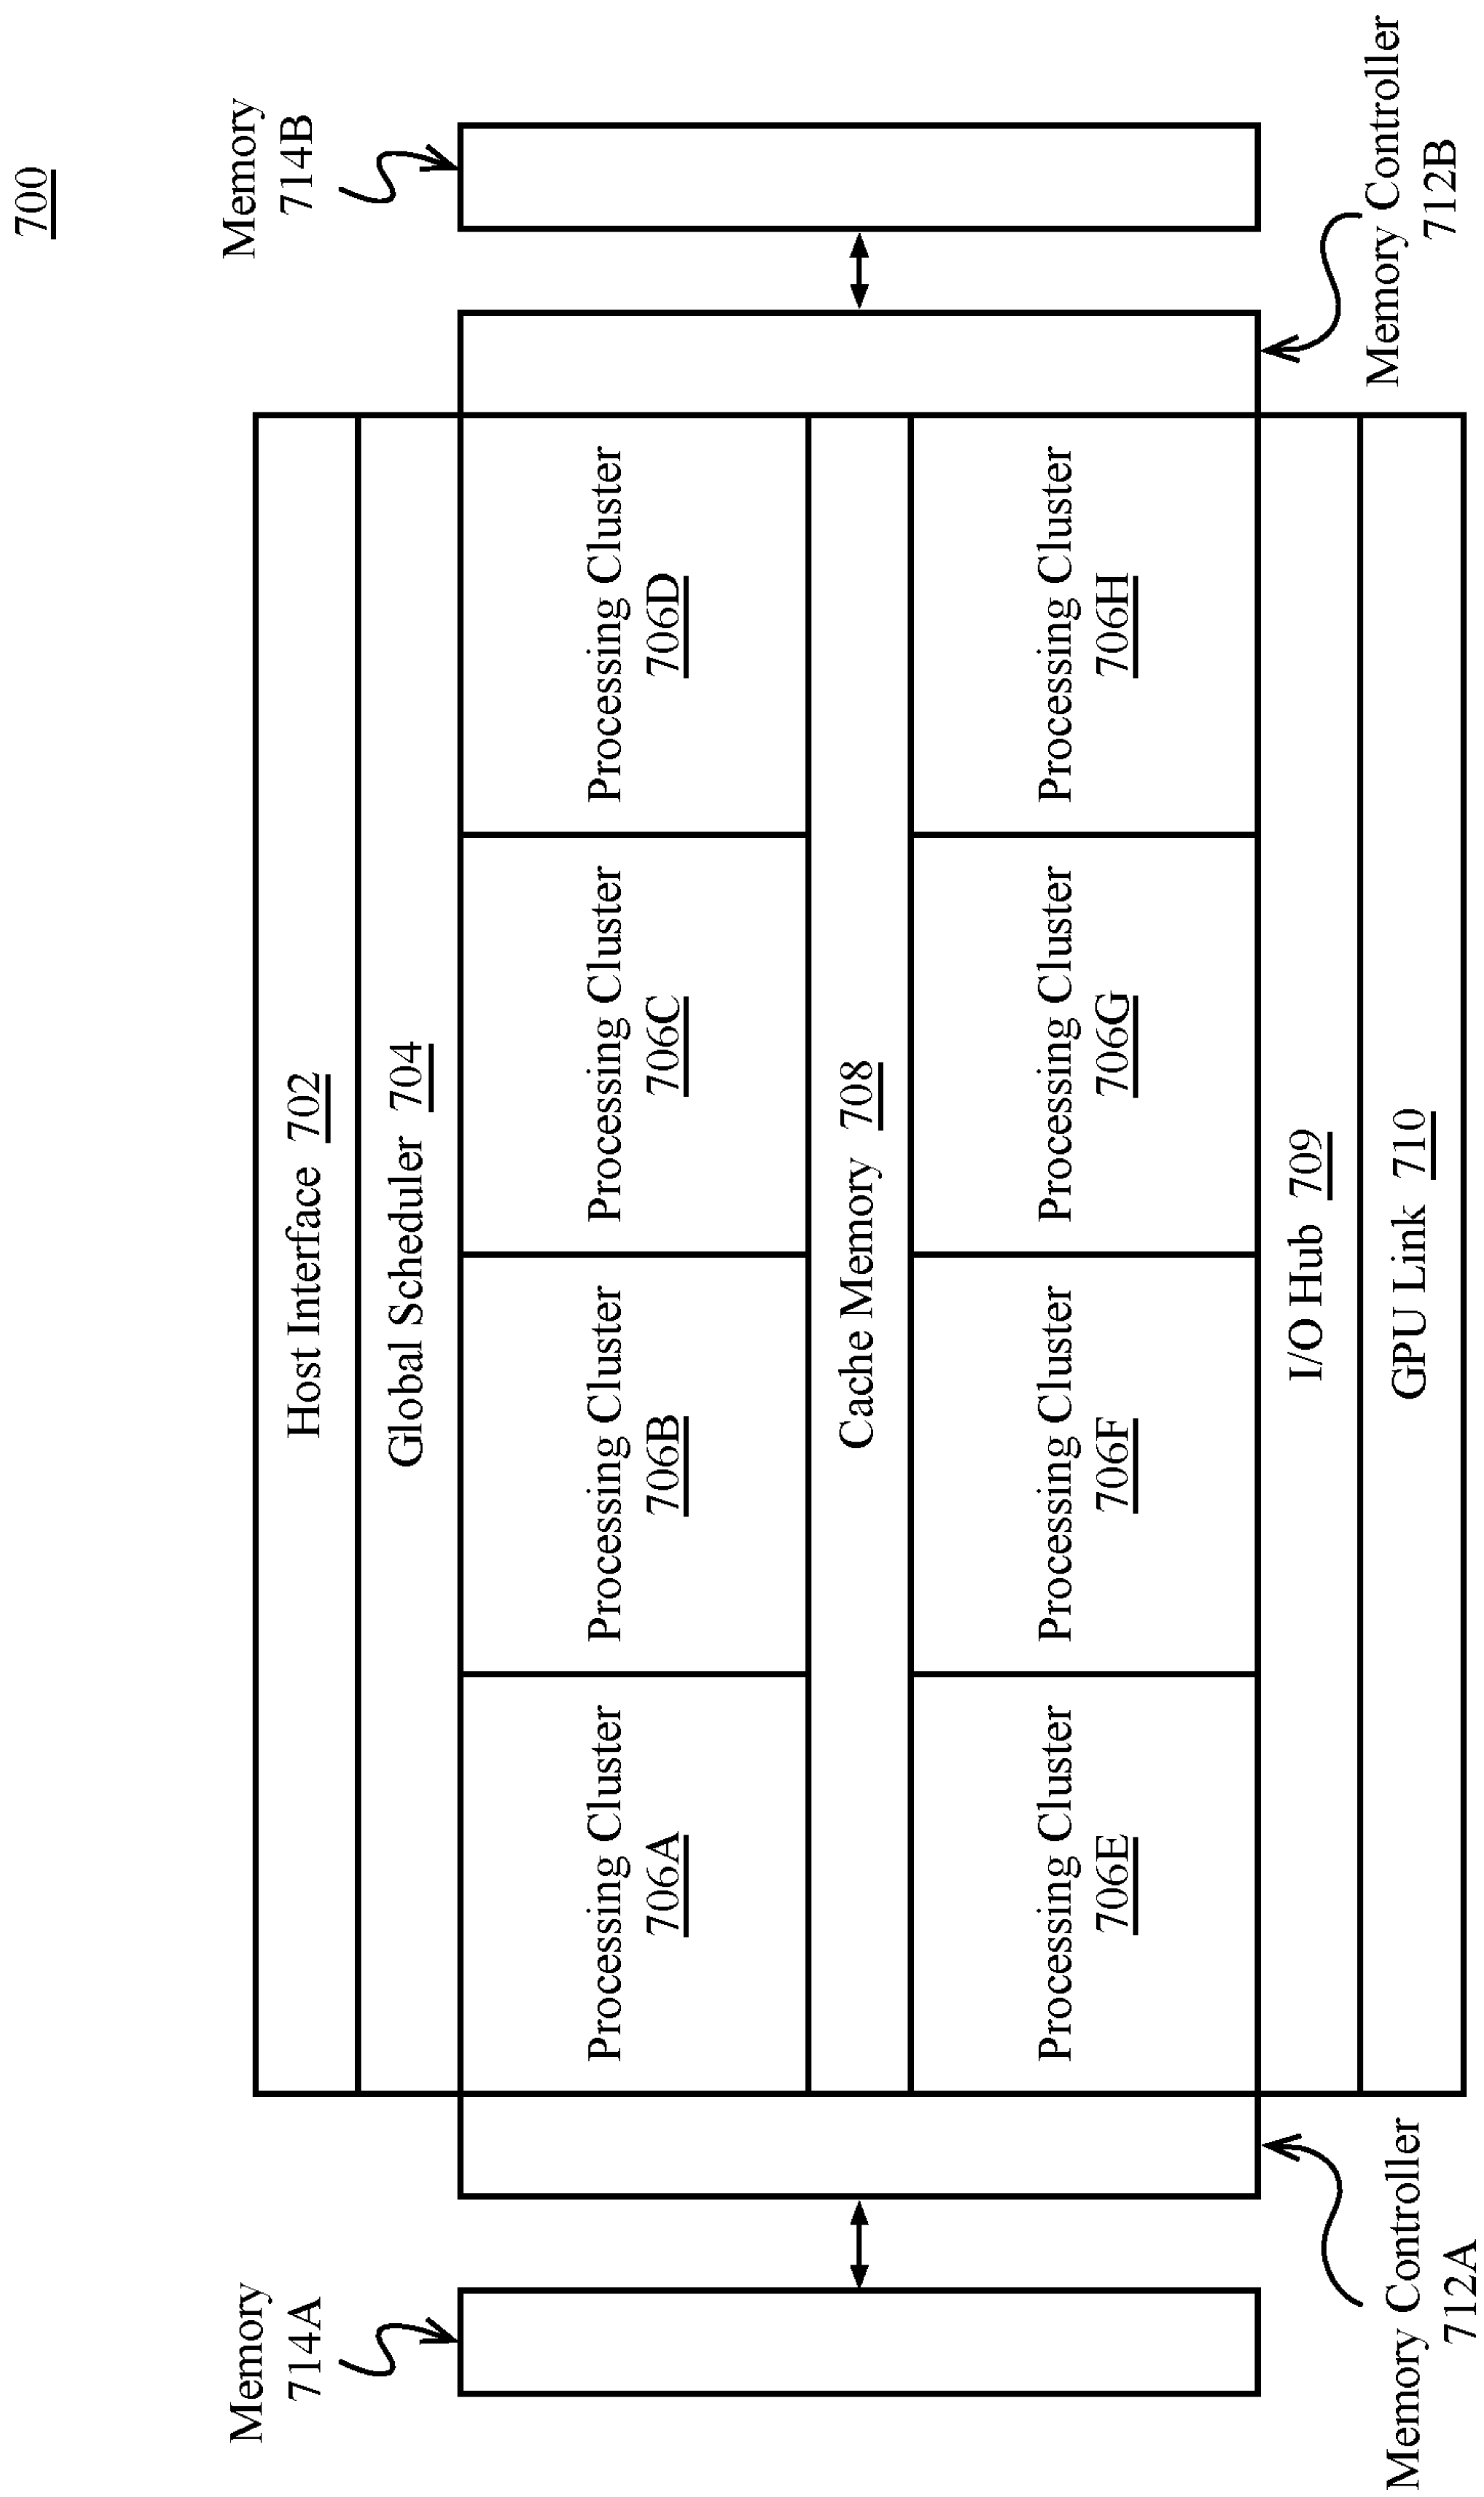 700
Memory
714B
Memory
714A
Host Interface 702
Global Scheduler 704
Processing Cluster
706A
Processing Cluster
706B
Processing Cluster
706C
Processing Cluster
706D
Cache Memory 708
Processing Cluster
706E
Processing Cluster
706F
Processing Cluster
706G
Processing Cluster
706H
I/O Hub 709
GPU Link 710
Memory Controller
712A
Memory Controller
712B